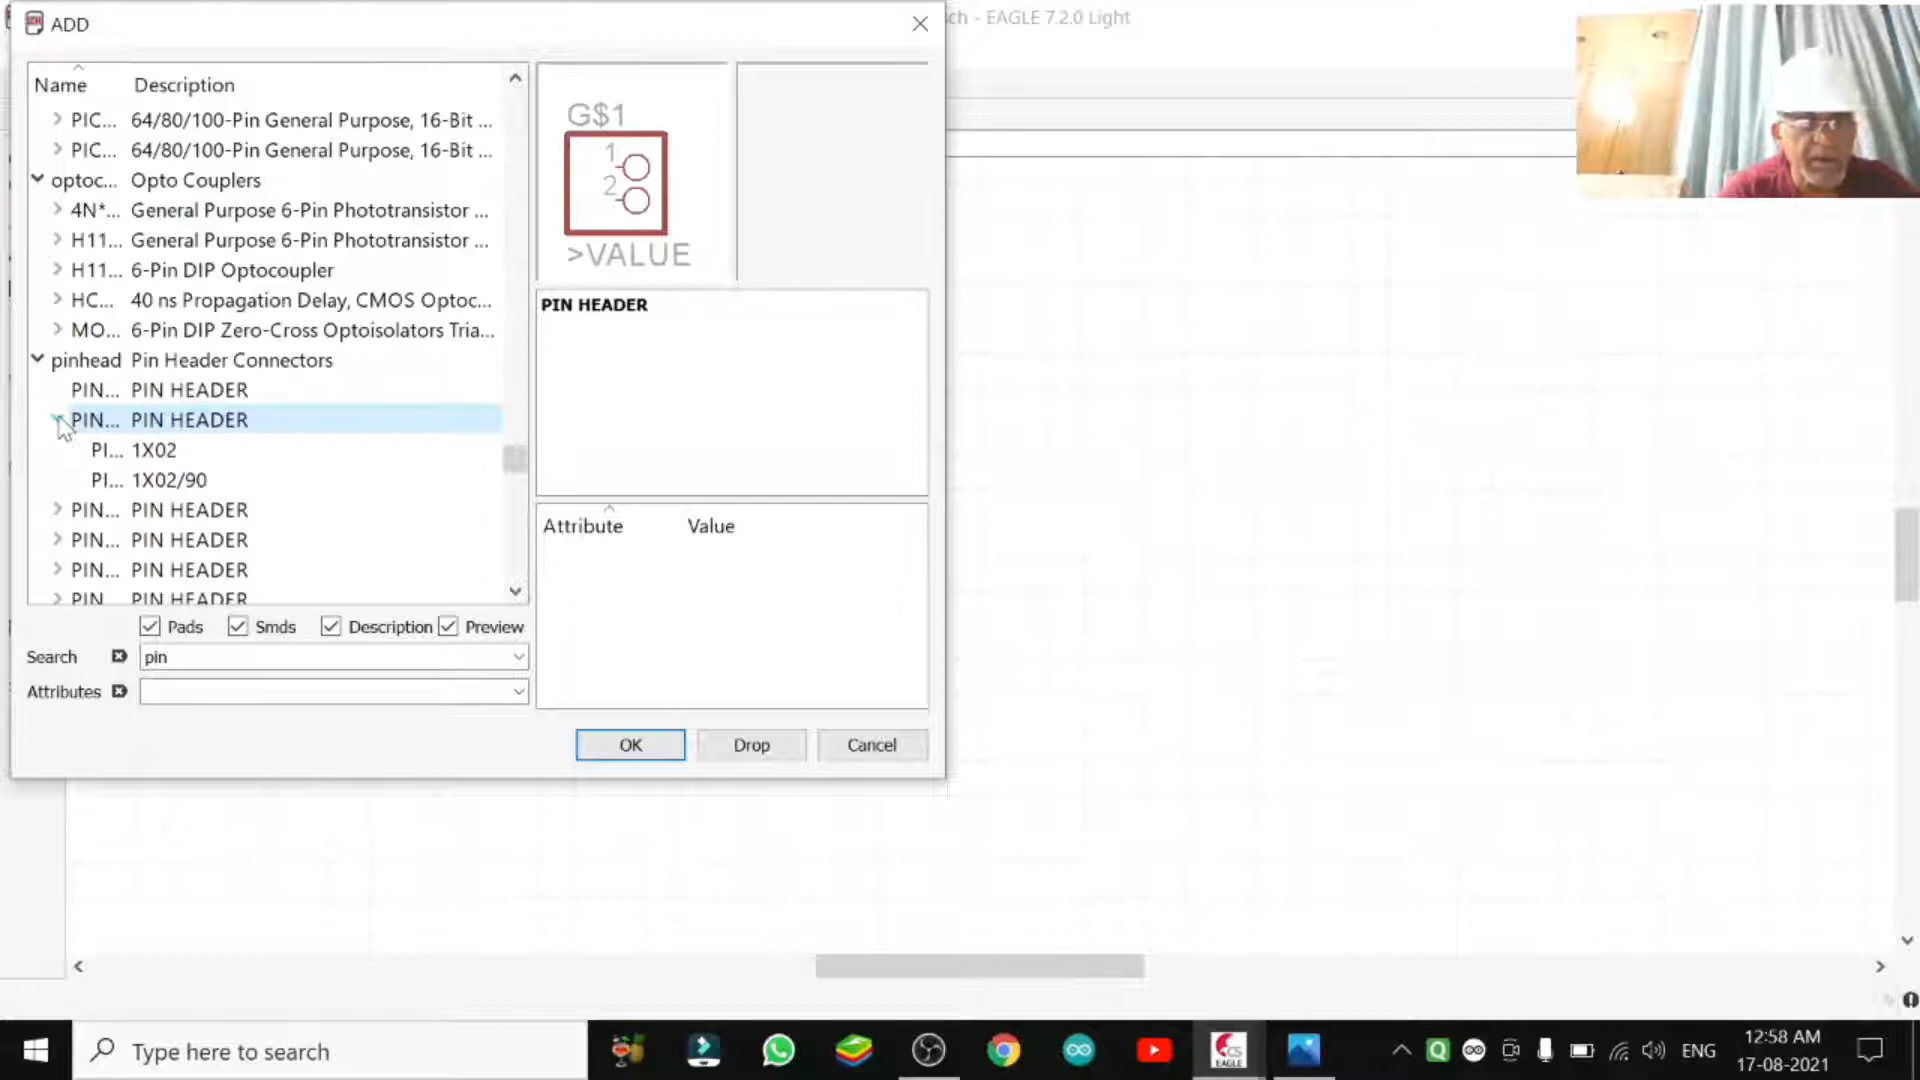 ADD
ch - EAGLE 7.2.0 Light
Name Description
PIC... 64/80/100-Pin General Purpose, 16-Bit ...
PIC... 64/80/100-Pin General Purpose, 16-Bit ...
optoc... Opto Couplers
4N*... General Purpose 6-Pin Phototransistor ...
H11... General Purpose 6-Pin Phototransistor ...
H11... 6-Pin DIP Optocoupler
HC... 40 ns Propagation Delay, CMOS Optoc...
MO... 6-Pin DIP Zero-Cross Optoisolators Tria...
pinhead Pin Header Connectors
PIN... PIN HEADER
PIN... PIN HEADER
PI... 1X02
PI... 1X02/90
PIN... PIN HEADER
PIN... PIN HEADER
PIN... PIN HEADER
PIN... PIN HEADER
Pads Smds Description Preview
Search pin
Attributes
G$1
1
2
>VALUE
PIN HEADER
Attribute Value
OK Drop Cancel
Type here to search
CS
EAGLE
Q
ENG
12:58 AM
17-08-2021